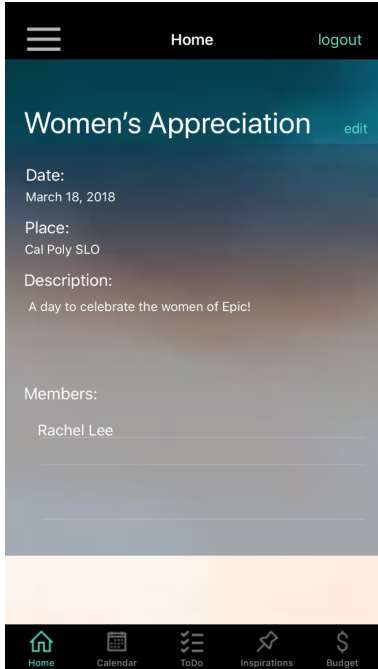 Home
logout
Women's Appreciation
edit
Date:
March 18, 2018
Place:
Cal Poly SLO
Description:
A day to celebrate the women of Epic!
Members:
Rachel Lee
Home
Calendar
ToDo
Inspirations
Budget